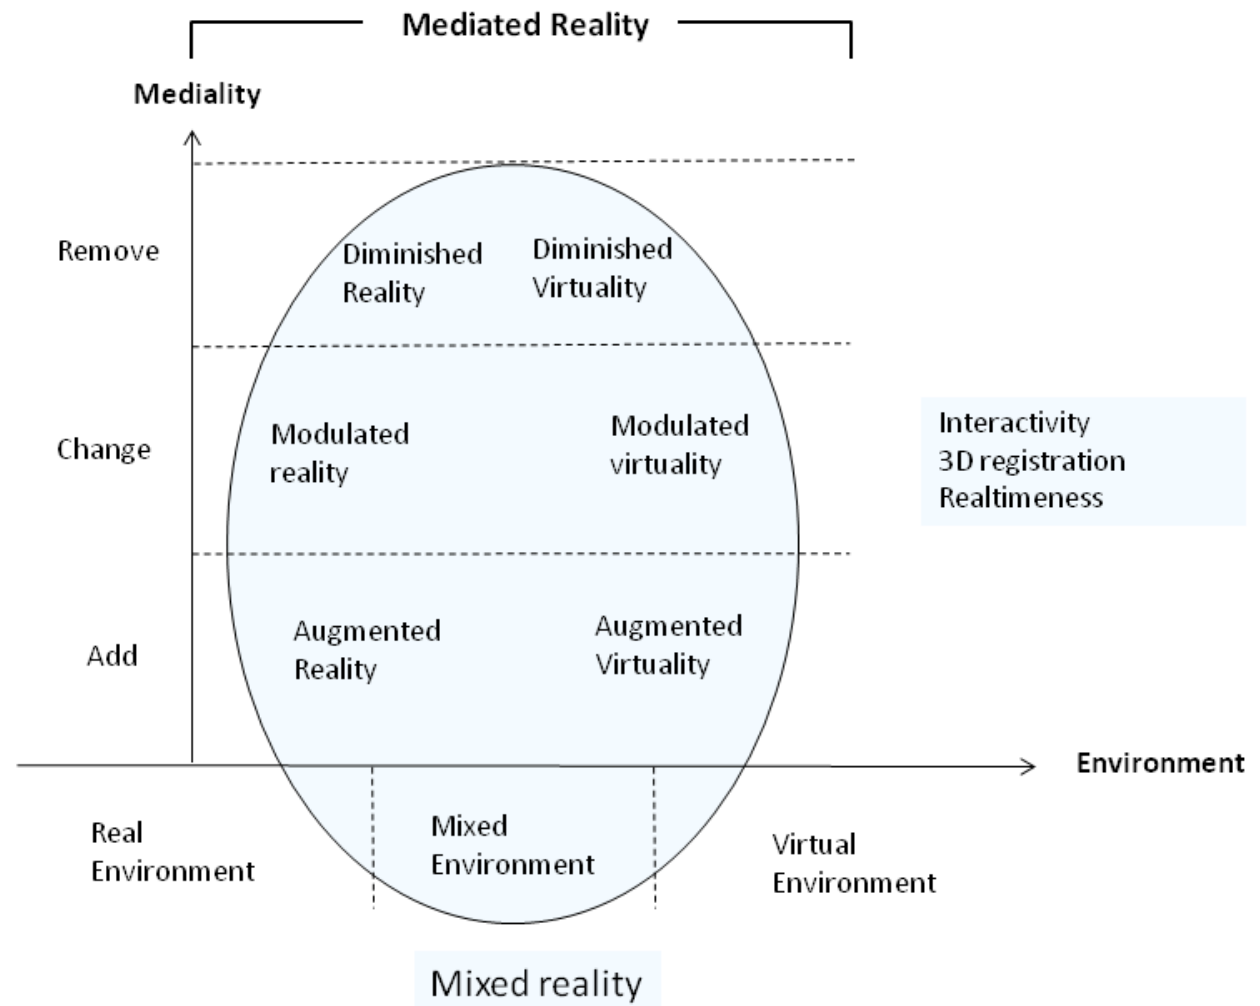 Mediated Reality
Mediality
Remove
Diminished
Reality
Diminished
Virtuality
Change
Modulated
reality
Modulated
virtuality
Interactivity
3D registration
Realtimeness
Add
Augmented
Reality
Augmented
Virtuality
Environment
Real
Environment
Mixed
Environment
Virtual
Environment
Mixed reality